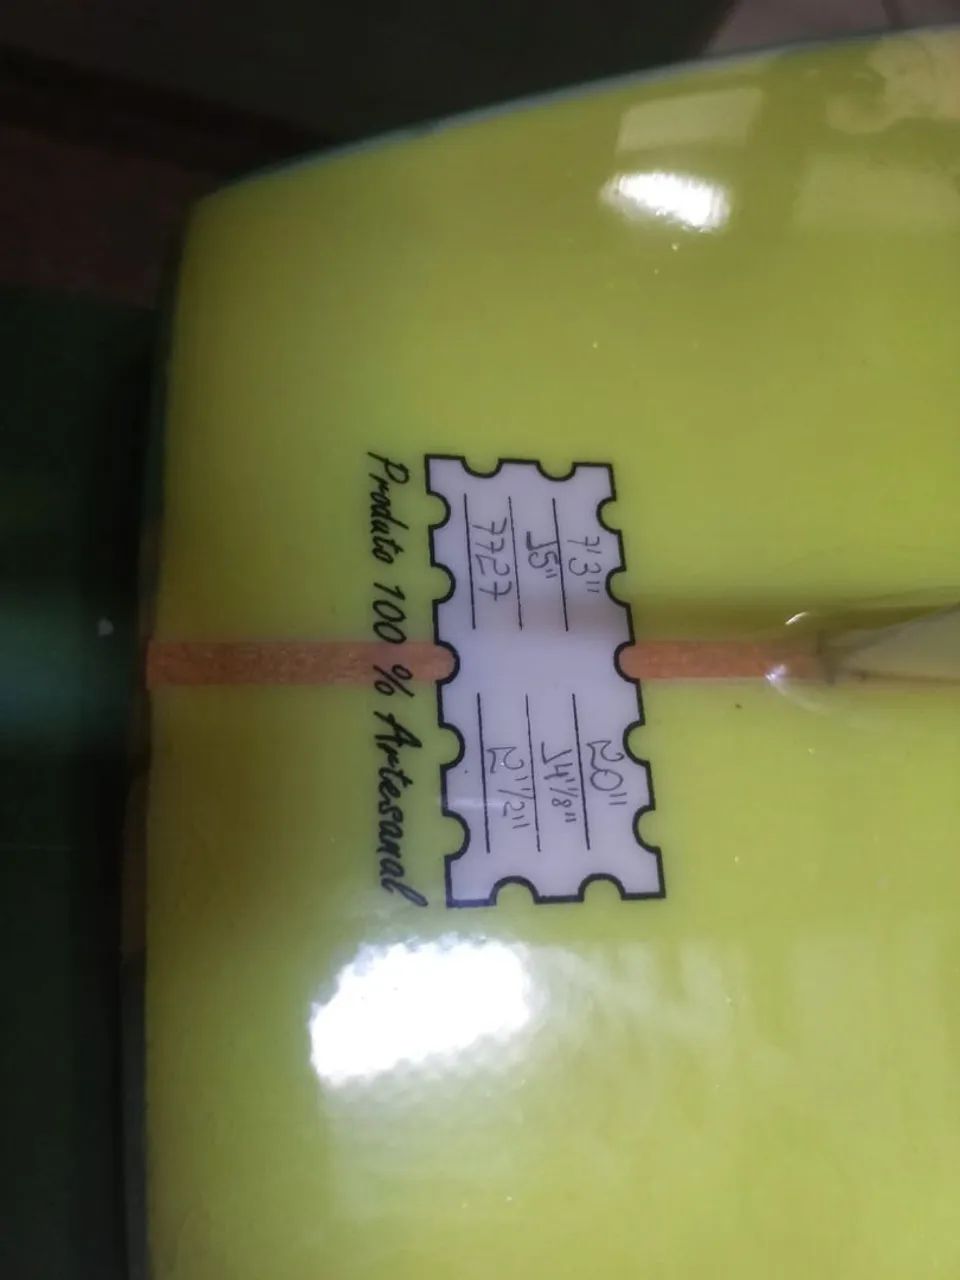 7'3" 20"
15" 14"1/8"
7727 2"1/2"
Produto 100 % Artesanal